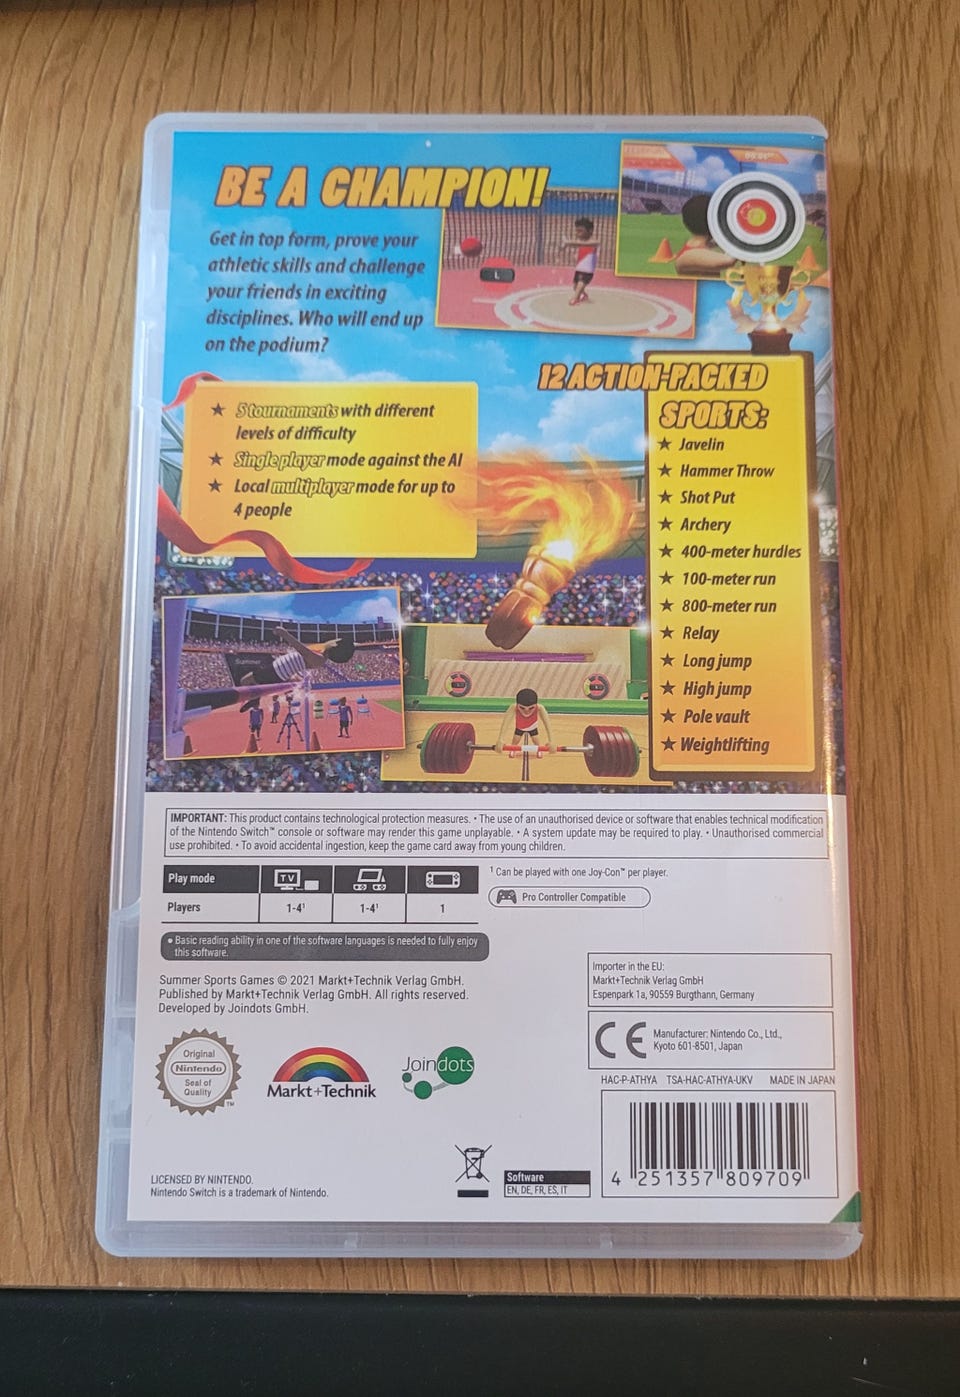 BE A CHAMPION!
Get in top form, prove your
athletic skills and challenge
your friends in exciting
disciplines. Who will end up
on the podium?
★ 5 tournaments with different
levels of difficulty
★ Single player mode against the AI
★ Local multiplayer mode for up to
4 people
L
12 ACTION-PACKED
SPORTS:
★ Javelin
★ Hammer Throw
★ Shot Put
★ Archery
★ 400-meter hurdles
★ 100-meter run
★ 800-meter run
★ Relay
★ Long jump
★ High jump
★ Pole vault
★ Weightlifting
Summer
IMPORTANT: This product contains technological protection measures. • The use of an unauthorised device or software that enables technical modification
of the Nintendo Switch™ console or software may render this game unplayable. • A system update may be required to play. • Unauthorised commercial
use prohibited. • To avoid accidental ingestion, keep the game card away from young children.
Play mode TV
Players 1-4¹ 1-4¹ 1
¹ Can be played with one Joy-Con™ per player.
Pro Controller Compatible
• Basic reading ability in one of the software languages is needed to fully enjoy
this software.
Summer Sports Games © 2021 Markt+Technik Verlag GmbH.
Published by Markt+Technik Verlag GmbH. All rights reserved.
Developed by Joindots GmbH.
Importer in the EU:
Markt+Technik Verlag GmbH
Espenpark 1a, 90559 Burgthann, Germany
CE
Manufacturer: Nintendo Co., Ltd.,
Kyoto 601-8501, Japan
HAC-P-ATHYA TSA-HAC-ATHYA-UKV MADE IN JAPAN
Original
Nintendo
Seal of
Quality
TM
Markt+Technik
Joindots
4 251357 809709
LICENSED BY NINTENDO.
Nintendo Switch is a trademark of Nintendo.
Software
EN, DE, FR, ES, IT